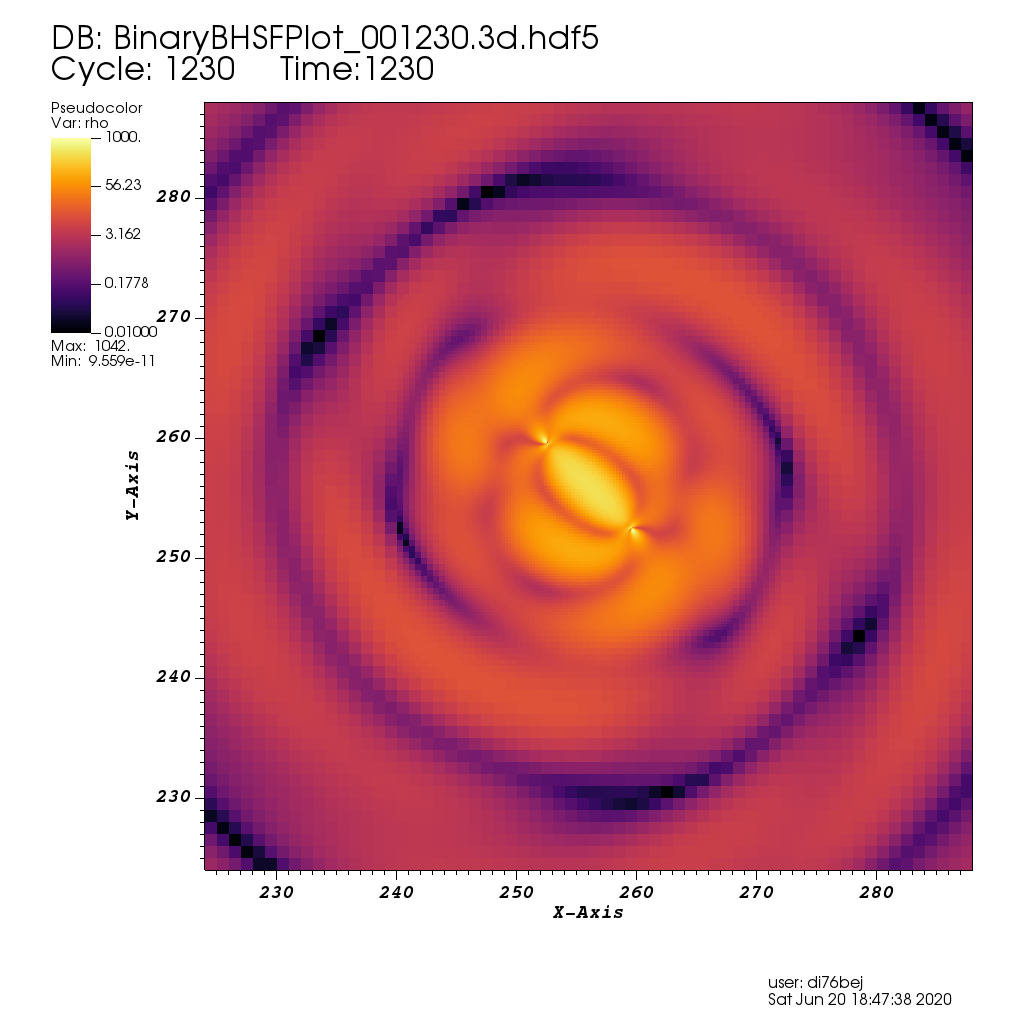 DB: BinaryBHSFPlot_001230.3d.hdf5
Cycle: 1230 Time:1230
Pseudocolor
Var: rho
1000.
56.23
3.162
0.1778
0.01000
Max: 1042.
Min: 9.559e-11
280
270
260
250
240
230
Y-Axis
230 240 250 260 270 280
X-Axis
user: di76bej
Sat Jun 20 18:47:38 2020